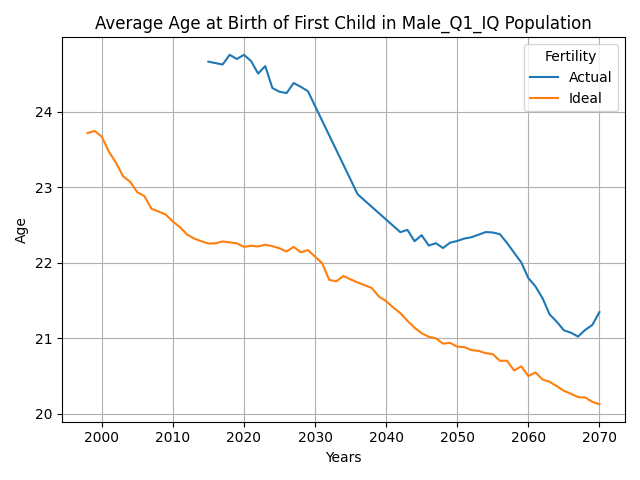 Average Age at Birth of First Child in Male_Q1_IQ Population
Fertility
Actual
Ideal
24
23
22
21
20
Age
2000 2010 2020 2030 2040 2050 2060 2070
Years